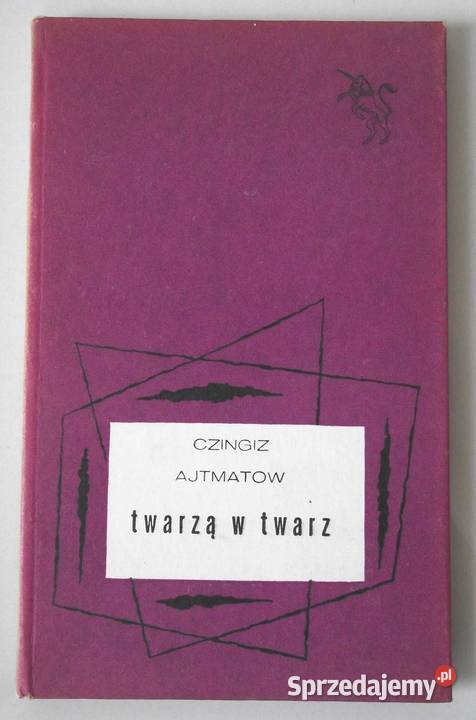 CZINGIZ
AJTMATOW
twarzą w twarz
Sprzedajemy.pl